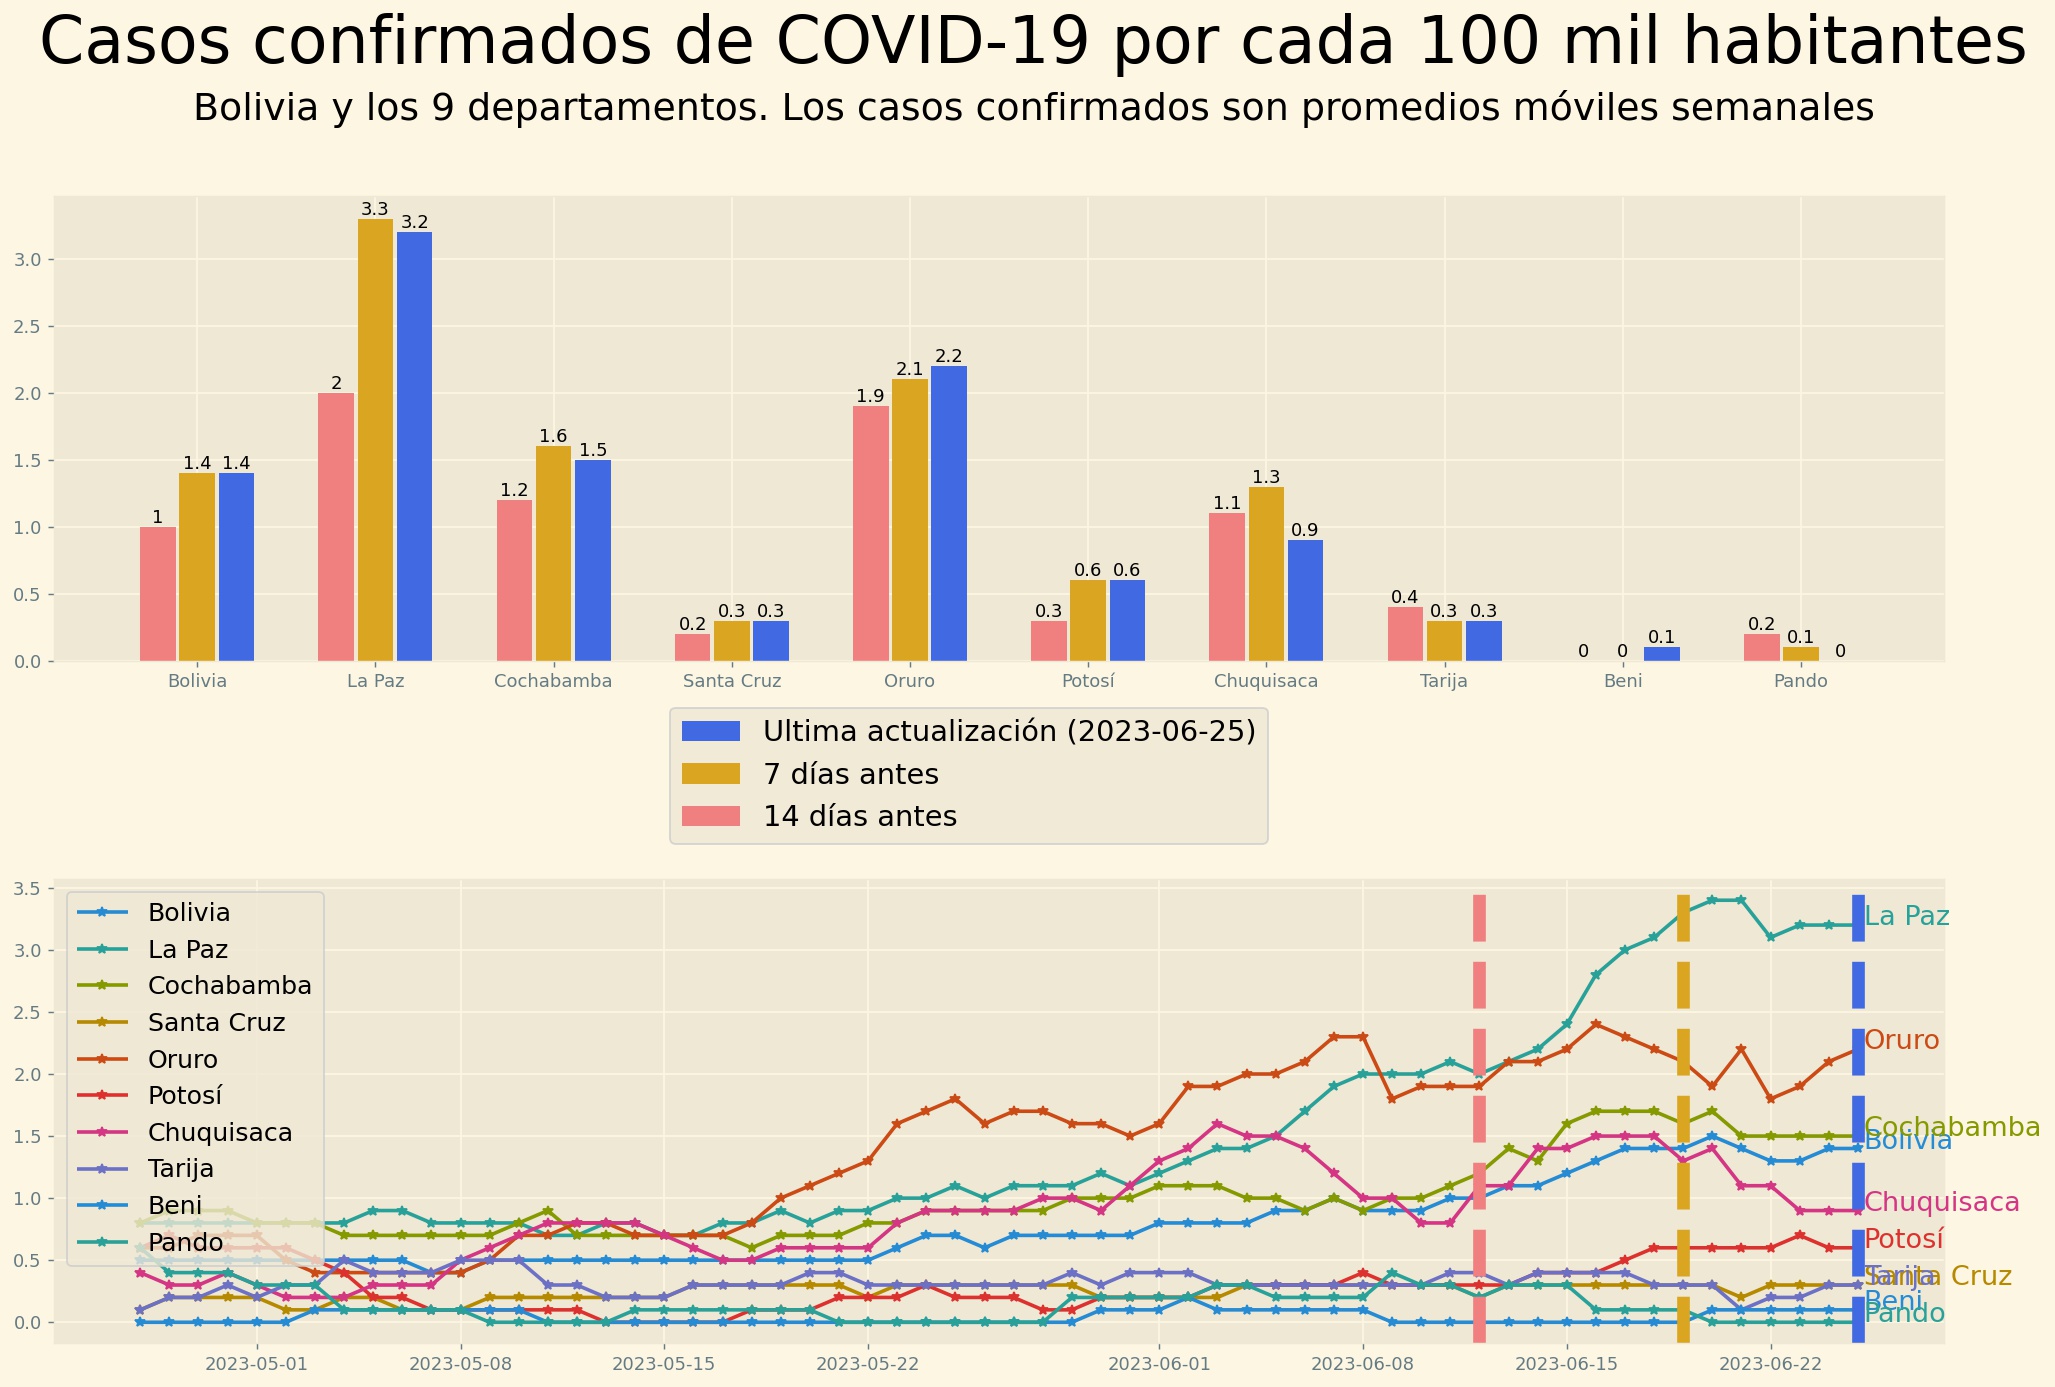 Casos confirmados de COVID-19 por cada 100 mil habitantes
Bolivia y los 9 departamentos. Los casos confirmados son promedios móviles semanales
3.0
2.5
2.0
1.5
1.0
0.5
0.0
1 1.4 1.4
2 3.3 3.2
1.2 1.6 1.5
0.2 0.3 0.3
1.9 2.1 2.2
0.3 0.6 0.6
1.1 1.3 0.9
0.4 0.3 0.3
0 0 0.1
0.2 0.1 0
Bolivia La Paz Cochabamba Santa Cruz Oruro Potosí Chuquisaca Tarija Beni Pando
Ultima actualización (2023-06-25)
7 días antes
14 días antes
3.5
3.0
2.5
2.0
1.5
1.0
0.5
0.0
Bolivia
La Paz
Cochabamba
Santa Cruz
Oruro
Potosí
Chuquisaca
Tarija
Beni
Pando
La Paz
Oruro
Cochabamba
Bolivia
Chuquisaca
Potosí
Santa Cruz
Tarija
Beni
Pando
2023-05-01 2023-05-08 2023-05-15 2023-05-22 2023-06-01 2023-06-08 2023-06-15 2023-06-22